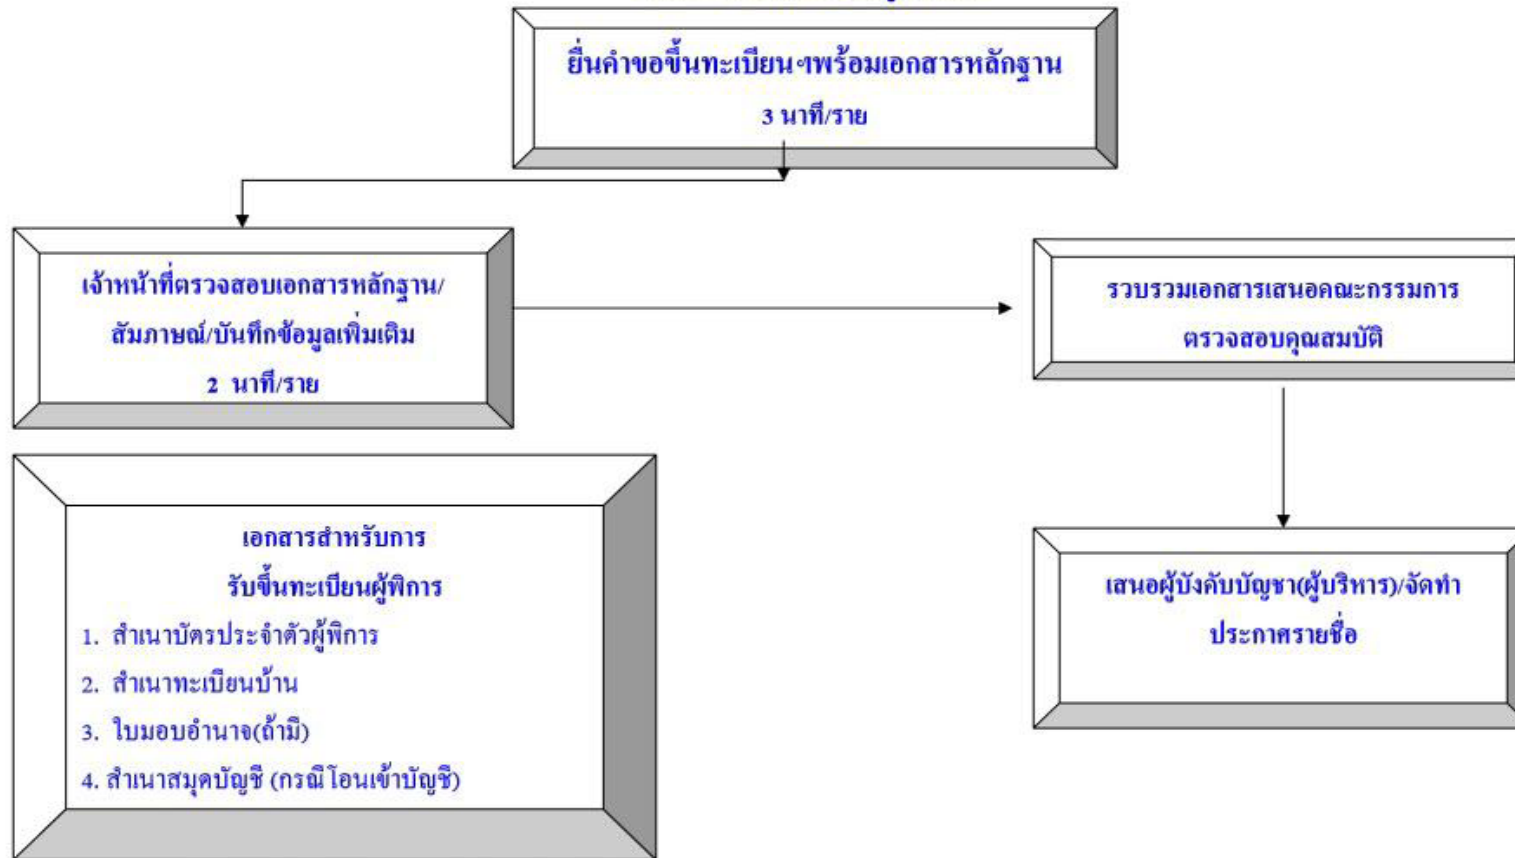 ยื่นคำขอขึ้นทะเบียนฯพร้อมเอกสารหลักฐาน
3 นาที/ราย
เจ้าหน้าที่ตรวจสอบเอกสารหลักฐาน/
สัมภาษณ์/บันทึกข้อมูลเพิ่มเติม
2 นาที/ราย
รวบรวมเอกสารเสนอคณะกรรมการ
ตรวจสอบคุณสมบัติ
เสนอผู้บังคับบัญชา(ผู้บริหาร)/จัดทำ
ประกาศรายชื่อ
เอกสารสำหรับการ
รับขึ้นทะเบียนผู้พิการ
1. สำเนาบัตรประจำตัวผู้พิการ
2. สำเนาทะเบียนบ้าน
3. ใบมอบอำนาจ(ถ้ามี)
4. สำเนาสมุดบัญชี (กรณีโอนเข้าบัญชี)